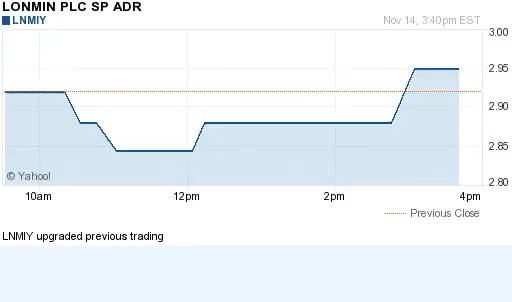 LONMIN PLC SP ADR
LNMIY Nov 14, 3:40pm EST
3.00
2.95
2.90
2.85
2.80
© Yahoo!
10am 12pm 2pm 4pm
Previous Close
LNMIY upgraded previous trading